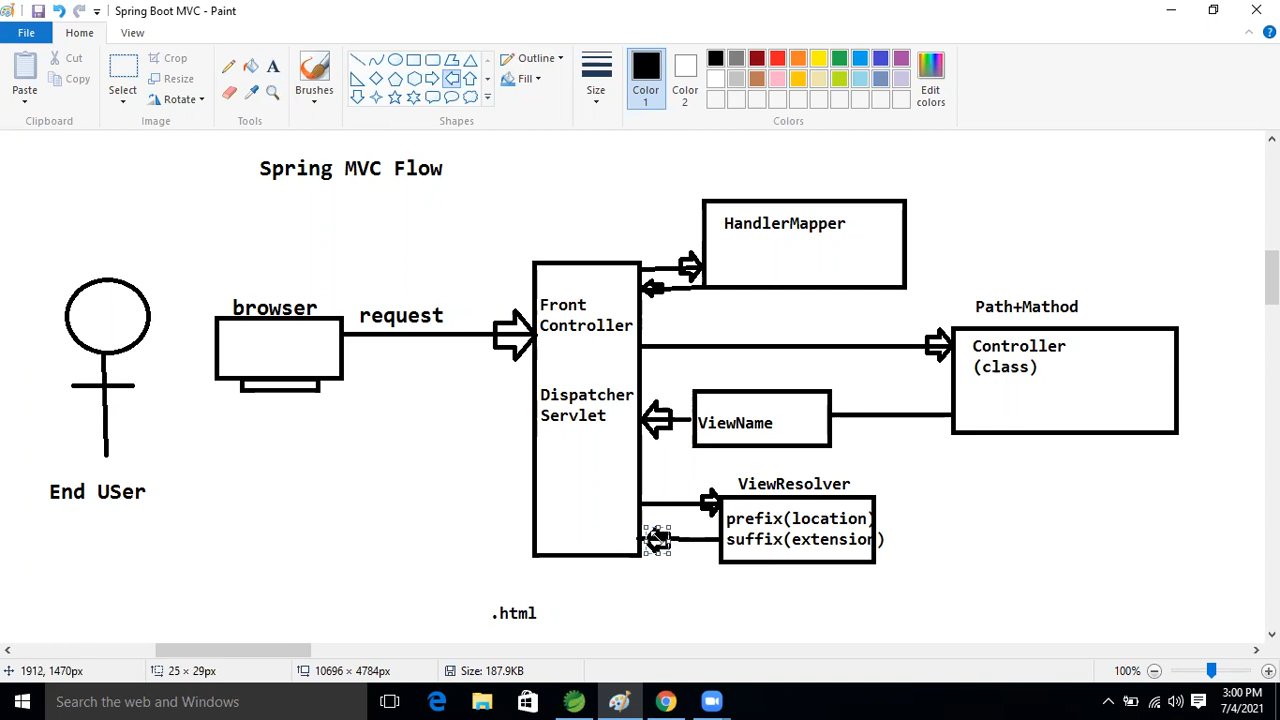 Spring Boot MVC - Paint
File
Home
View
Paste
Cut
Copy
Clipboard
Select
Crop
Resize
Rotate
Image
A
Tools
Brushes
Outline
Fill
Shapes
Size
Color
1
Color
2
Edit
colors
Colors
Spring MVC Flow
HandlerMapper
browser
request
Front
Controller
Path+Mathod
Controller
(class)
Dispatcher
Servlet
ViewName
End USer
ViewResolver
prefix(location)
suffix(extension)
.html
1912, 1470px
25 × 29px
10696 × 4784px
Size: 187.9KB
100%
Search the web and Windows
3:00 PM
7/4/2021